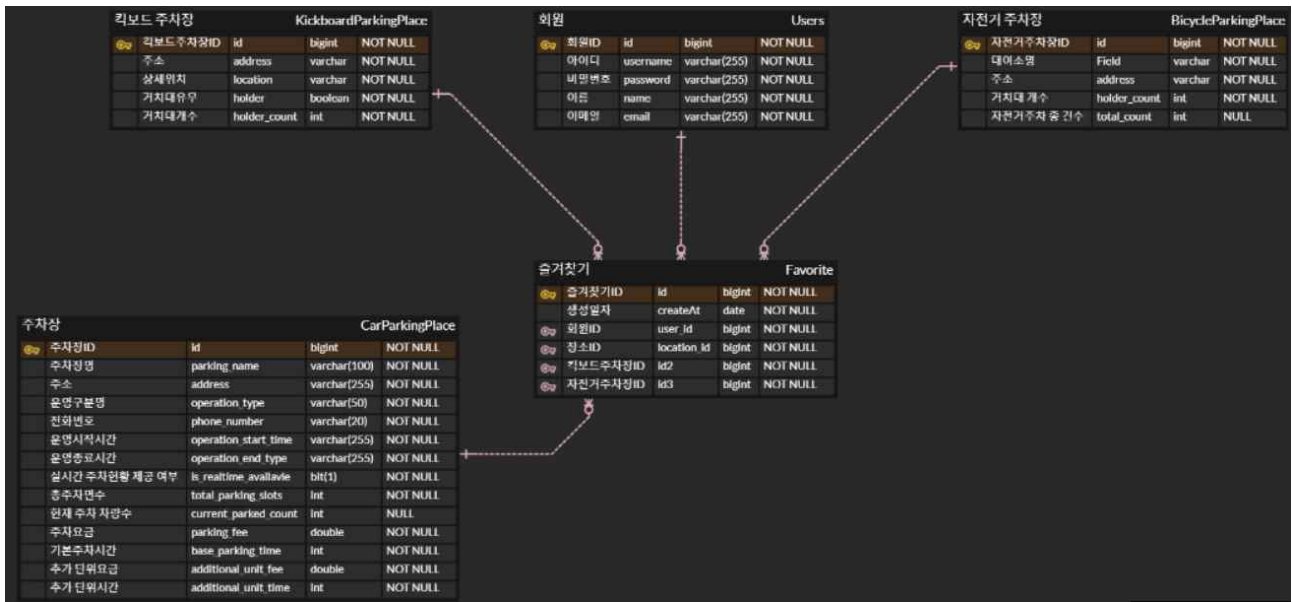 킥보드 주차장 KickboardParkingPlace
킥보드주차장ID id bigint NOT NULL
주소 address varchar NOT NULL
상세위치 location varchar NOT NULL
거치대유무 holder boolean NOT NULL
거치대개수 holder_count int NOT NULL
회원 Users
회원ID id bigint NOT NULL
아이디 username varchar(255) NOT NULL
비밀번호 password varchar(255) NOT NULL
이름 name varchar(255) NOT NULL
이메일 email varchar(255) NOT NULL
자전거 주차장 BicycleParkingPlace
자전거주차장ID id bigint NOT NULL
대여소명 Field varchar NOT NULL
주소 address varchar NOT NULL
거치대 개수 holder_count int NOT NULL
자전거주차 총 건수 total_count int NULL
즐겨찾기 Favorite
즐겨찾기ID id bigint NOT NULL
생성일자 createAt date NOT NULL
회원ID user_id bigint NOT NULL
장소ID location_id bigint NOT NULL
킥보드주차장ID id2 bigint NOT NULL
자전거주차장ID id3 bigint NOT NULL
주차장 CarParkingPlace
주차장ID id bigint NOT NULL
주차장명 parking_name varchar(100) NOT NULL
주소 address varchar(255) NOT NULL
운영구분명 operation_type varchar(50) NOT NULL
전화번호 phone_number varchar(20) NOT NULL
운영시작시간 operation_start_time varchar(255) NOT NULL
운영종료시간 operation_end_type varchar(255) NOT NULL
실시간 주차현황 제공 여부 is_realtime_availavle bit(1) NOT NULL
총주차면수 total_parking_slots int NOT NULL
현재 주차 차량수 current_parked_count int NULL
주차요금 parking_fee double NOT NULL
기본주차시간 base_parking_time int NOT NULL
추가 단위요금 additional_unit_fee double NOT NULL
추가 단위시간 additional_unit_time int NOT NULL